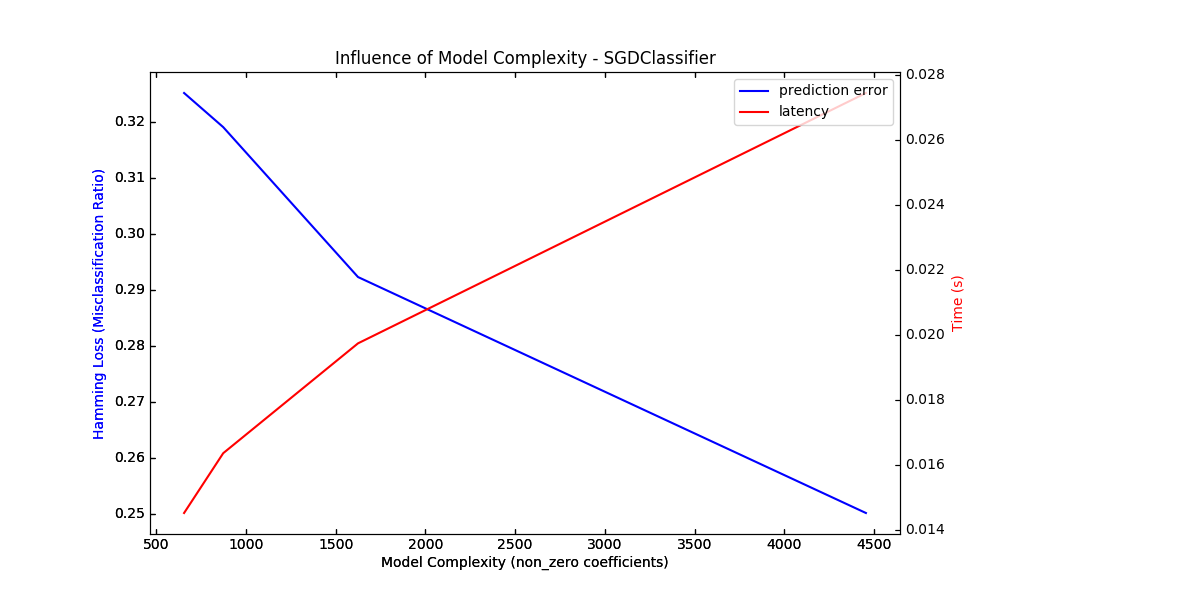 Influence of Model Complexity - SGDClassifier
prediction error
latency
0.32
0.31
0.30
0.29
0.28
0.27
0.26
0.25
Hamming Loss (Misclassification Ratio)
0.028
0.026
0.024
0.022
0.020
0.018
0.016
0.014
Time (s)
500 1000 1500 2000 2500 3000 3500 4000 4500
Model Complexity (non_zero coefficients)